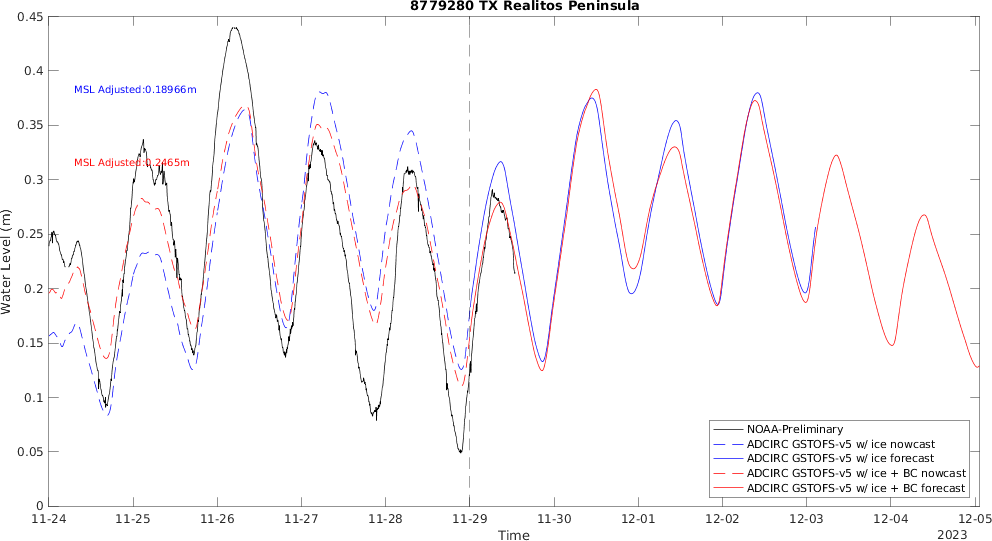 8779280 TX Realitos Peninsula
0.45
0.4
0.35
0.3
0.25
0.2
0.15
0.1
0.05
0
Water Level (m)
MSL Adjusted:0.18966m
MSL Adjusted:0.2465m
NOAA-Preliminary
ADCIRC GSTOFS-v5 w/ ice nowcast
ADCIRC GSTOFS-v5 w/ ice forecast
ADCIRC GSTOFS-v5 w/ ice + BC nowcast
ADCIRC GSTOFS-v5 w/ ice + BC forecast
11-24 11-25 11-26 11-27 11-28 11-29 11-30 12-01 12-02 12-03 12-04 12-05
Time
2023